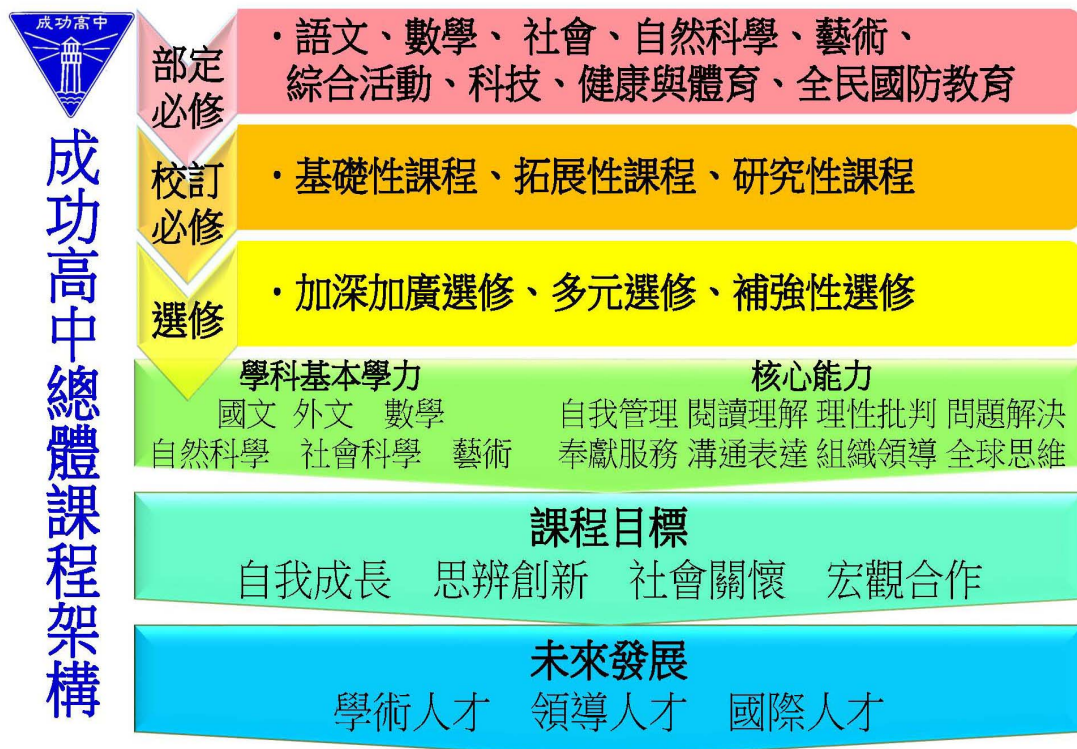 成功高中
成功高中總體課程架構
部定
必修
・語文、數學、 社會、自然科學、藝術、
綜合活動、科技、健康與體育、全民國防教育
校訂
必修
・基礎性課程、拓展性課程、研究性課程
選修
・加深加廣選修、多元選修、補強性選修
學科基本學力
國文 外文 數學
自然科學 社會科學 藝術
核心能力
自我管理 閱讀理解 理性批判 問題解決
奉獻服務 溝通表達 組織領導 全球思維
課程目標
自我成長 思辨創新 社會關懷 宏觀合作
未來發展
學術人才 領導人才 國際人才